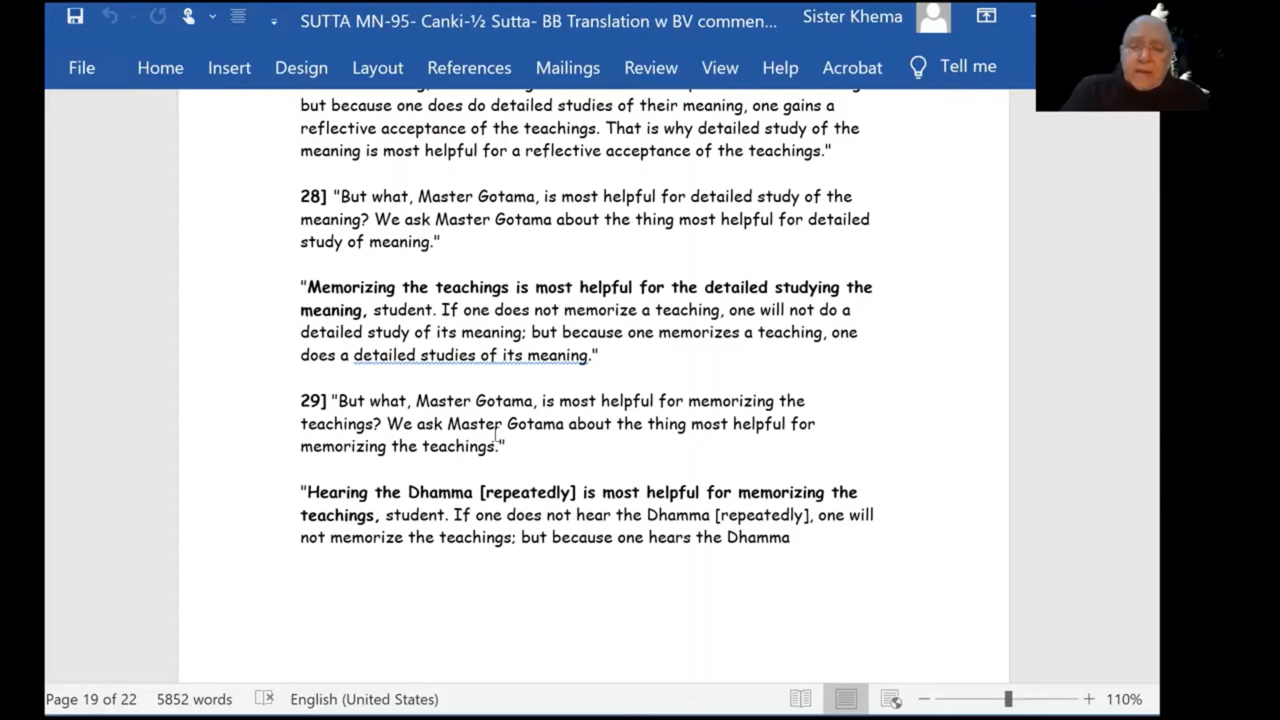 SUTTA MN-95- Canki-½ Sutta- BB Translation w BV commen...
Sister Khema
File Home Insert Design Layout References Mailings Review View Help Acrobat Tell me
but because one does do detailed studies of their meaning, one gains a
reflective acceptance of the teachings. That is why detailed study of the
meaning is most helpful for a reflective acceptance of the teachings."
28] "But what, Master Gotama, is most helpful for detailed study of the
meaning? We ask Master Gotama about the thing most helpful for detailed
study of meaning."
"Memorizing the teachings is most helpful for the detailed studying the
meaning, student. If one does not memorize a teaching, one will not do a
detailed study of its meaning; but because one memorizes a teaching, one
does a detailed studies of its meaning."
29] "But what, Master Gotama, is most helpful for memorizing the
teachings? We ask Master Gotama about the thing most helpful for
memorizing the teachings."
"Hearing the Dhamma [repeatedly] is most helpful for memorizing the
teachings, student. If one does not hear the Dhamma [repeatedly], one will
not memorize the teachings; but because one hears the Dhamma
Page 19 of 22 5852 words English (United States) 110%